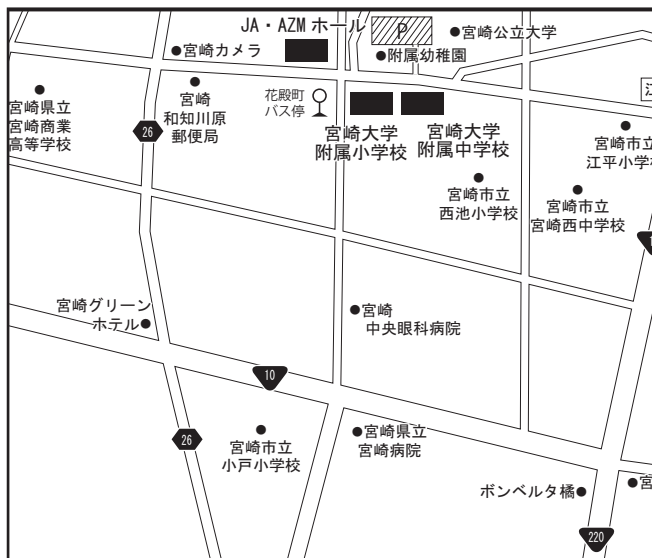 JA・AZM ホール
P
宮崎公立大学
宮崎カメラ
附属幼稚園
宮崎県立
宮崎商業
高等学校
26
宮崎
和知川原
郵便局
花殿町
バス停
宮崎大学
附属小学校
宮崎大学
附属中学校
江
宮崎市立
江平小学校
宮崎市立
西池小学校
宮崎市立
宮崎西中学校
宮崎グリーン
ホテル
宮崎
中央眼科病院
10
26
宮崎市立
小戸小学校
宮崎県立
宮崎病院
ボンベルタ橘
宮
220